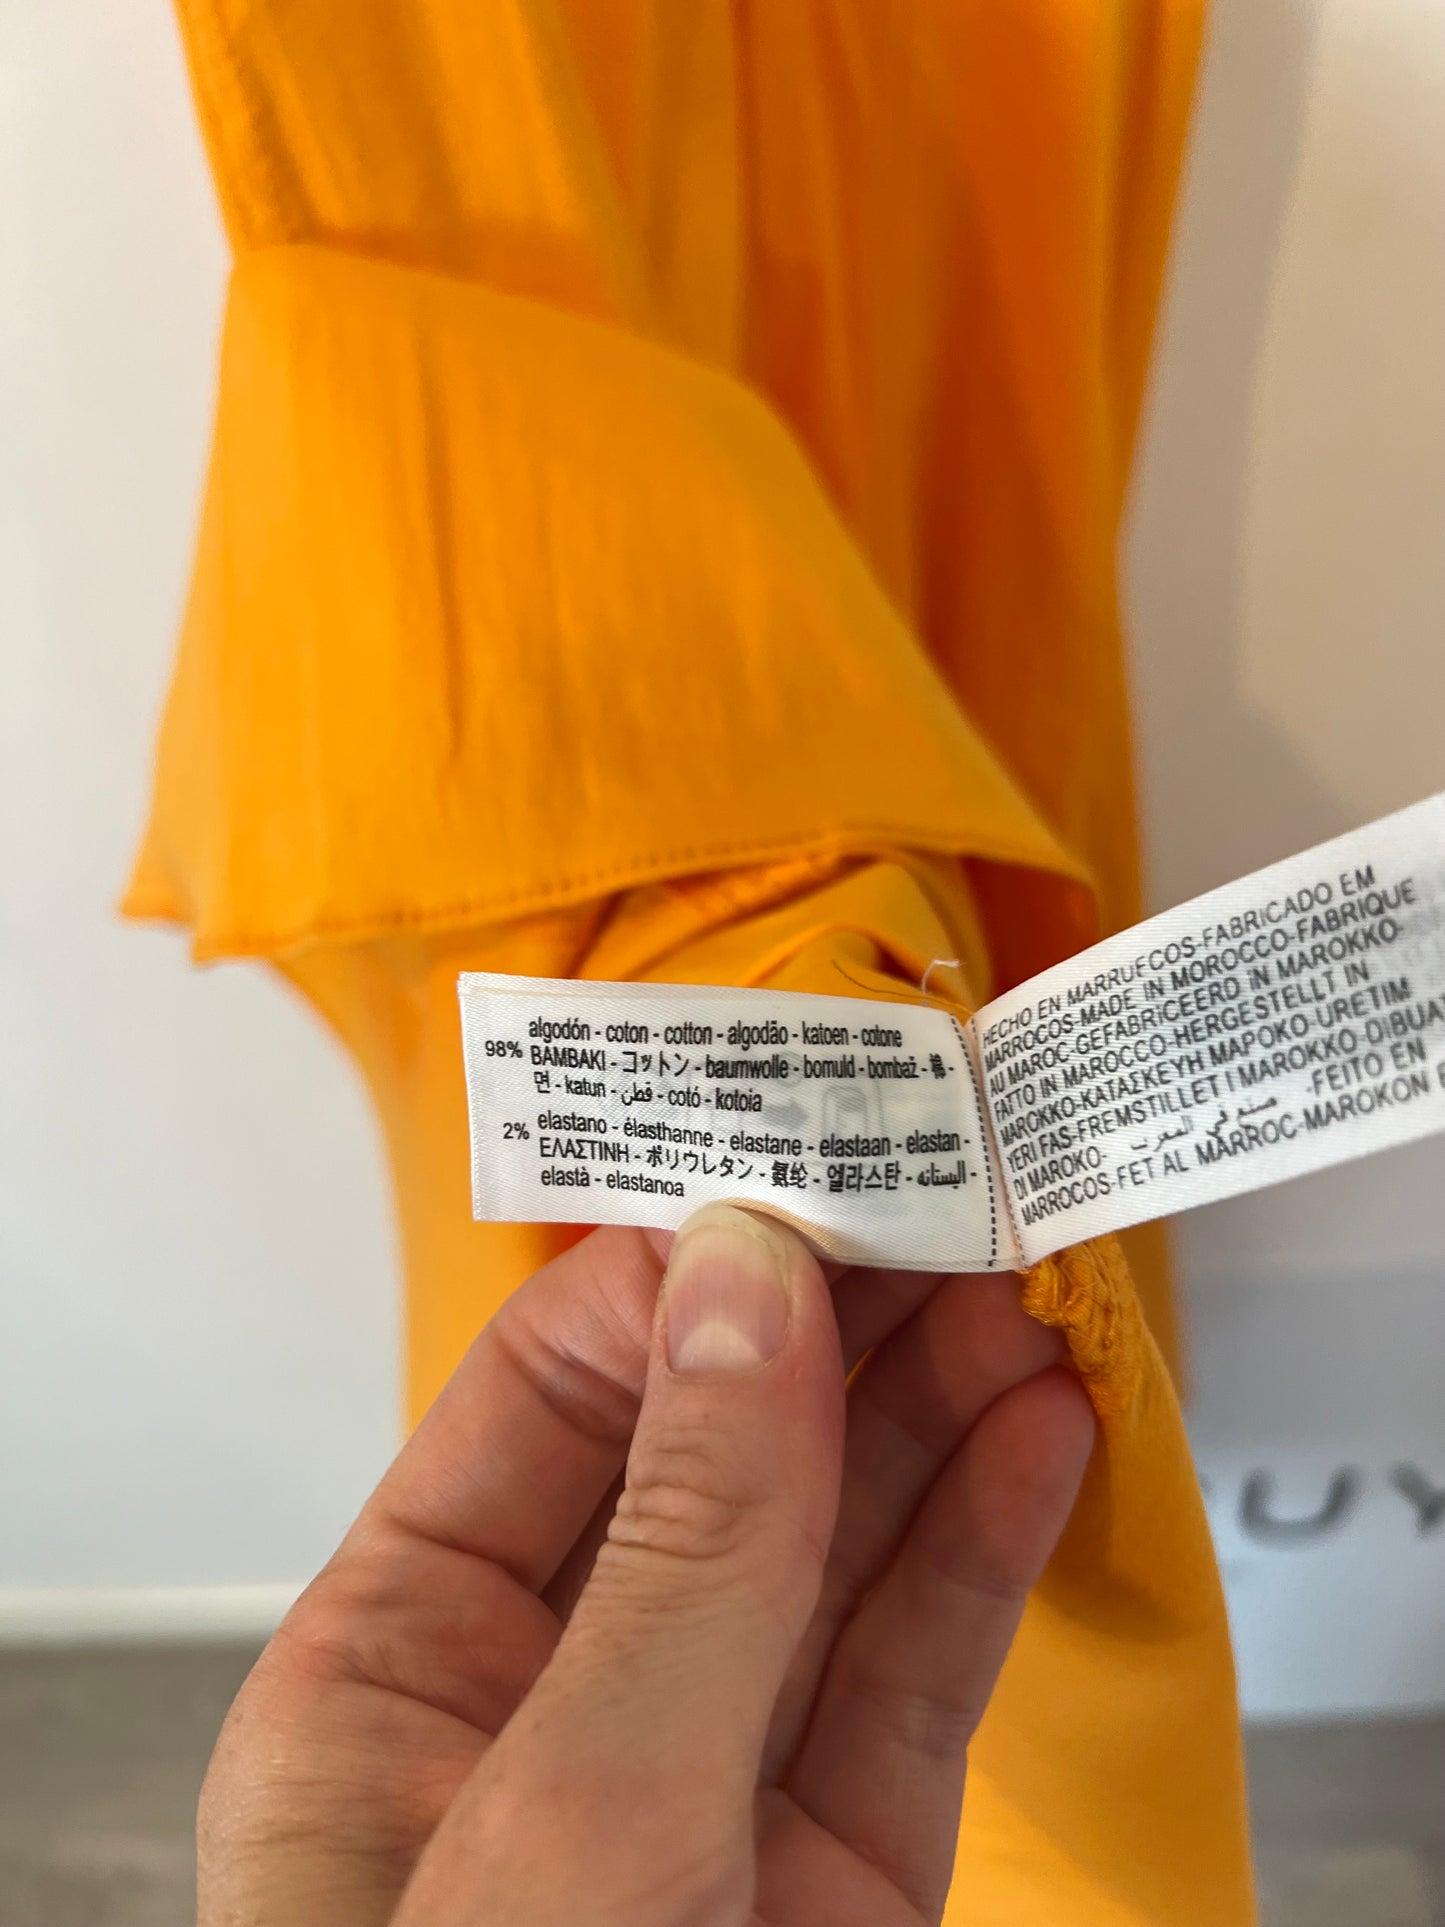 algodón - coton - cotton - algodão - katoen - cotone
98% BAMBAKI - コットン - baumwolle - bomuld - bombaž - 棉 -
면 - katun - قطن - cotó - kotoia
2% elastano - élasthanne - elastane - elastaan - elastan -
ΕΛΑΣΤΙΝΗ - ポリウレタン - 氨纶 - 엘라스탄 - اليستانه -
elastà - elastanoa
HECHO EN MARRUECOS-FABRICADO EM
MARROCOS-MADE IN MOROCCO-FABRIQUE
AU MAROC-GEFABRICEERD IN MAROKKO-
FATTO IN MAROCCO-HERGESTELLT IN
MAROKKO-ΚΑΤΑΣΚΕΥΗ ΜΑΡΟΚΟ-URETIM
YERI FAS-FREMSTILLET I MAROKKO-DIBUAT
DI MAROKO- صنع في المغرب -FEITO EN
MARROCOS-FET AL MARROC-MAROKON
UY